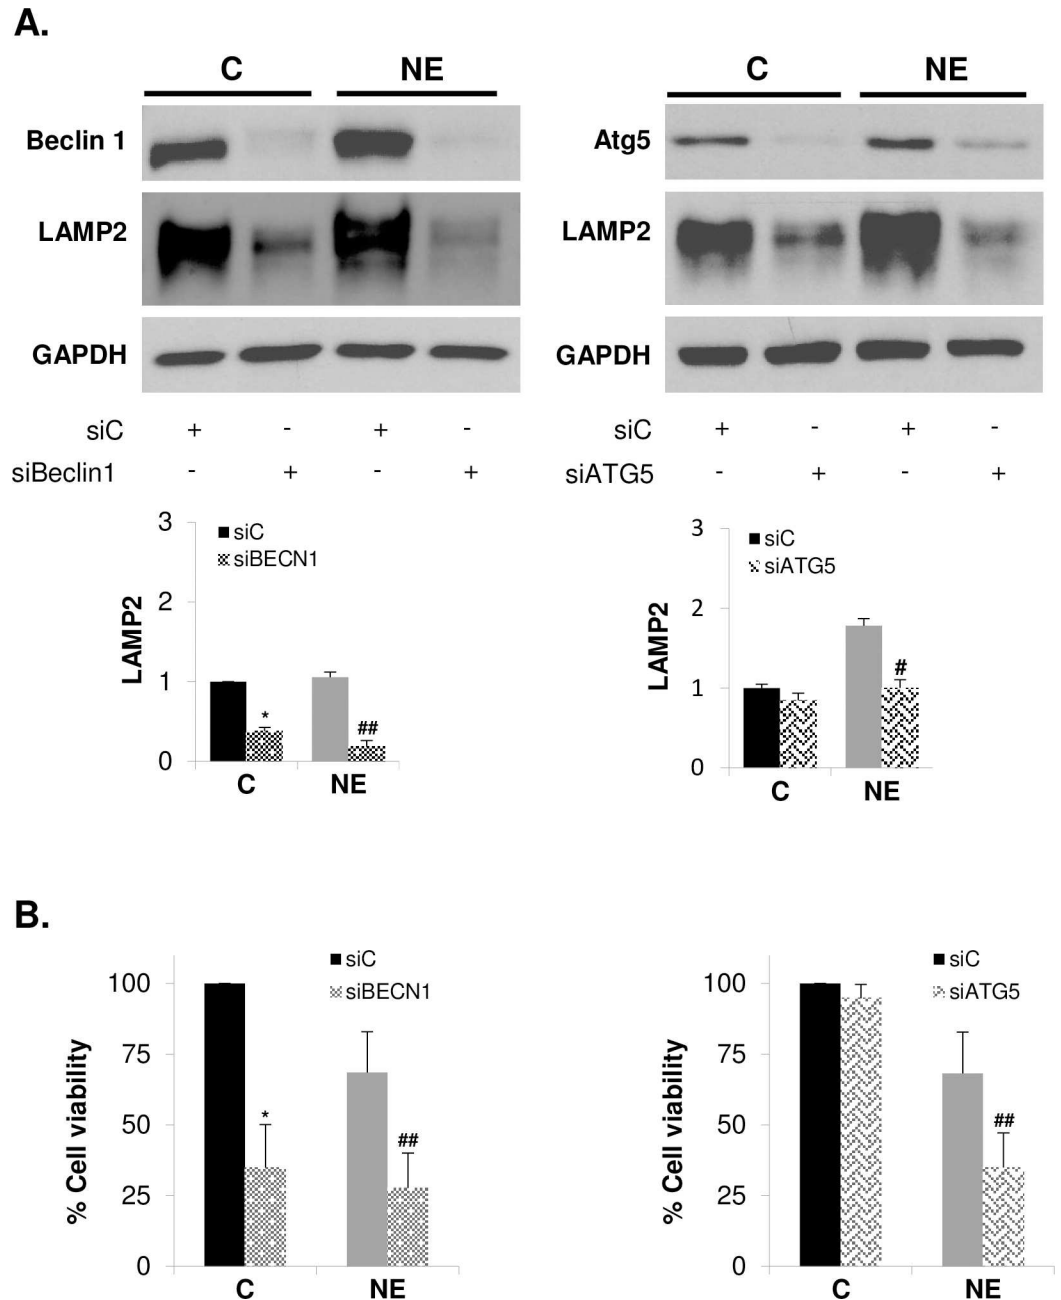 A.
C NE
Beclin 1
LAMP2
GAPDH
siC + - + -
siBeclin1 - + - +
C NE
Atg5
LAMP2
GAPDH
siC + - + -
siATG5 - + - +
3
siC
siBECN1
2
LAMP2
1
*
##
0
C NE
3
siC
siATG5
2
LAMP2
1
#
0
C NE
B.
siC
100
siBECN1
75
% Cell viability
50
*
##
25
0
C NE
siC
100
siATG5
75
% Cell viability
50
##
25
0
C NE